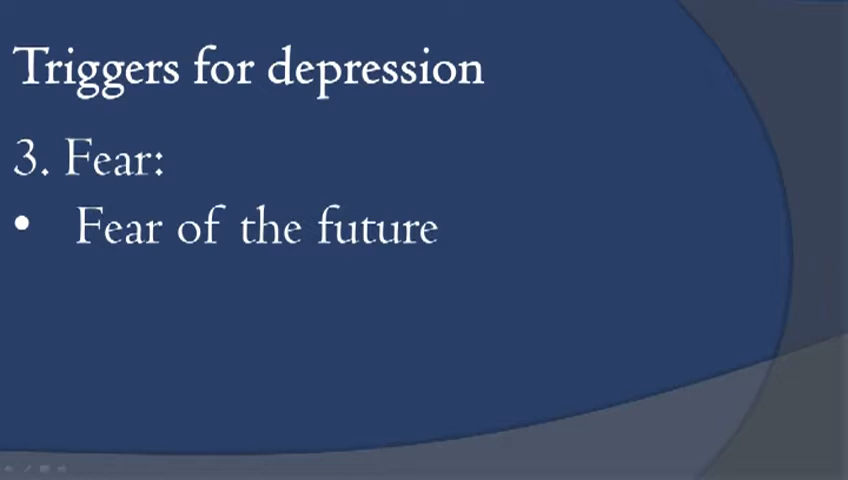 Triggers for depression
3. Fear:
• Fear of the future